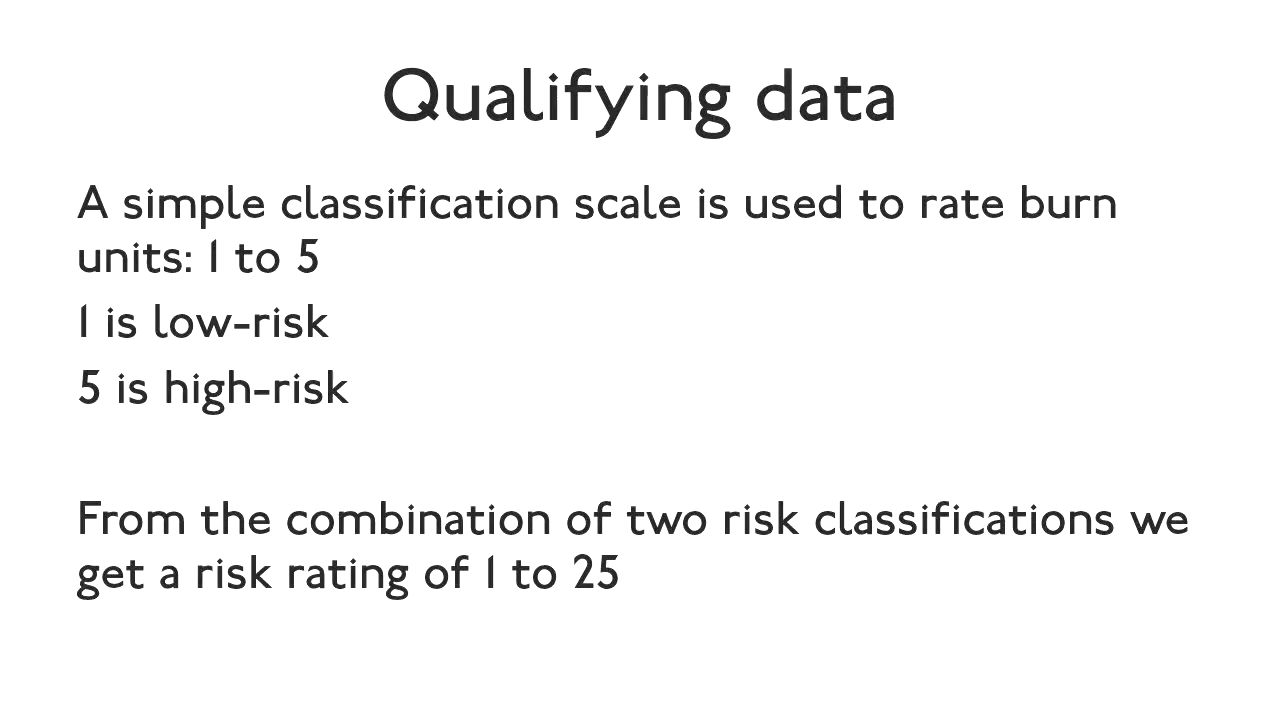 Qualifying data
A simple classification scale is used to rate burn
units: 1 to 5
1 is low-risk
5 is high-risk
From the combination of two risk classifications we
get a risk rating of 1 to 25